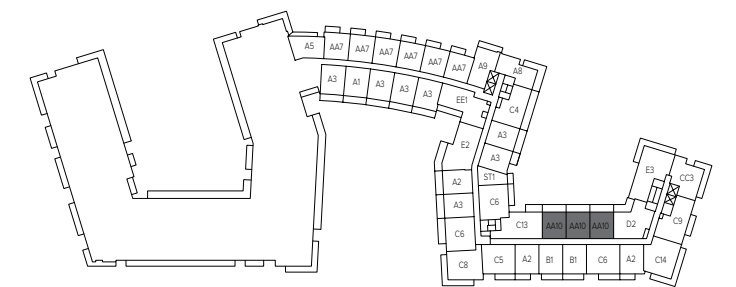 A5 AA7 AA7 AA7 AA7 AA7 AA7 A9 A8
A3 A1 A3 A3 A3 EE1 C4
A3
E2 A3
A2 ST1 E3 CC3
A3 C6
C6 C13 AA10 AA10 AA10 D2 C9
C8 C5 A2 B1 B1 C6 A2 C14